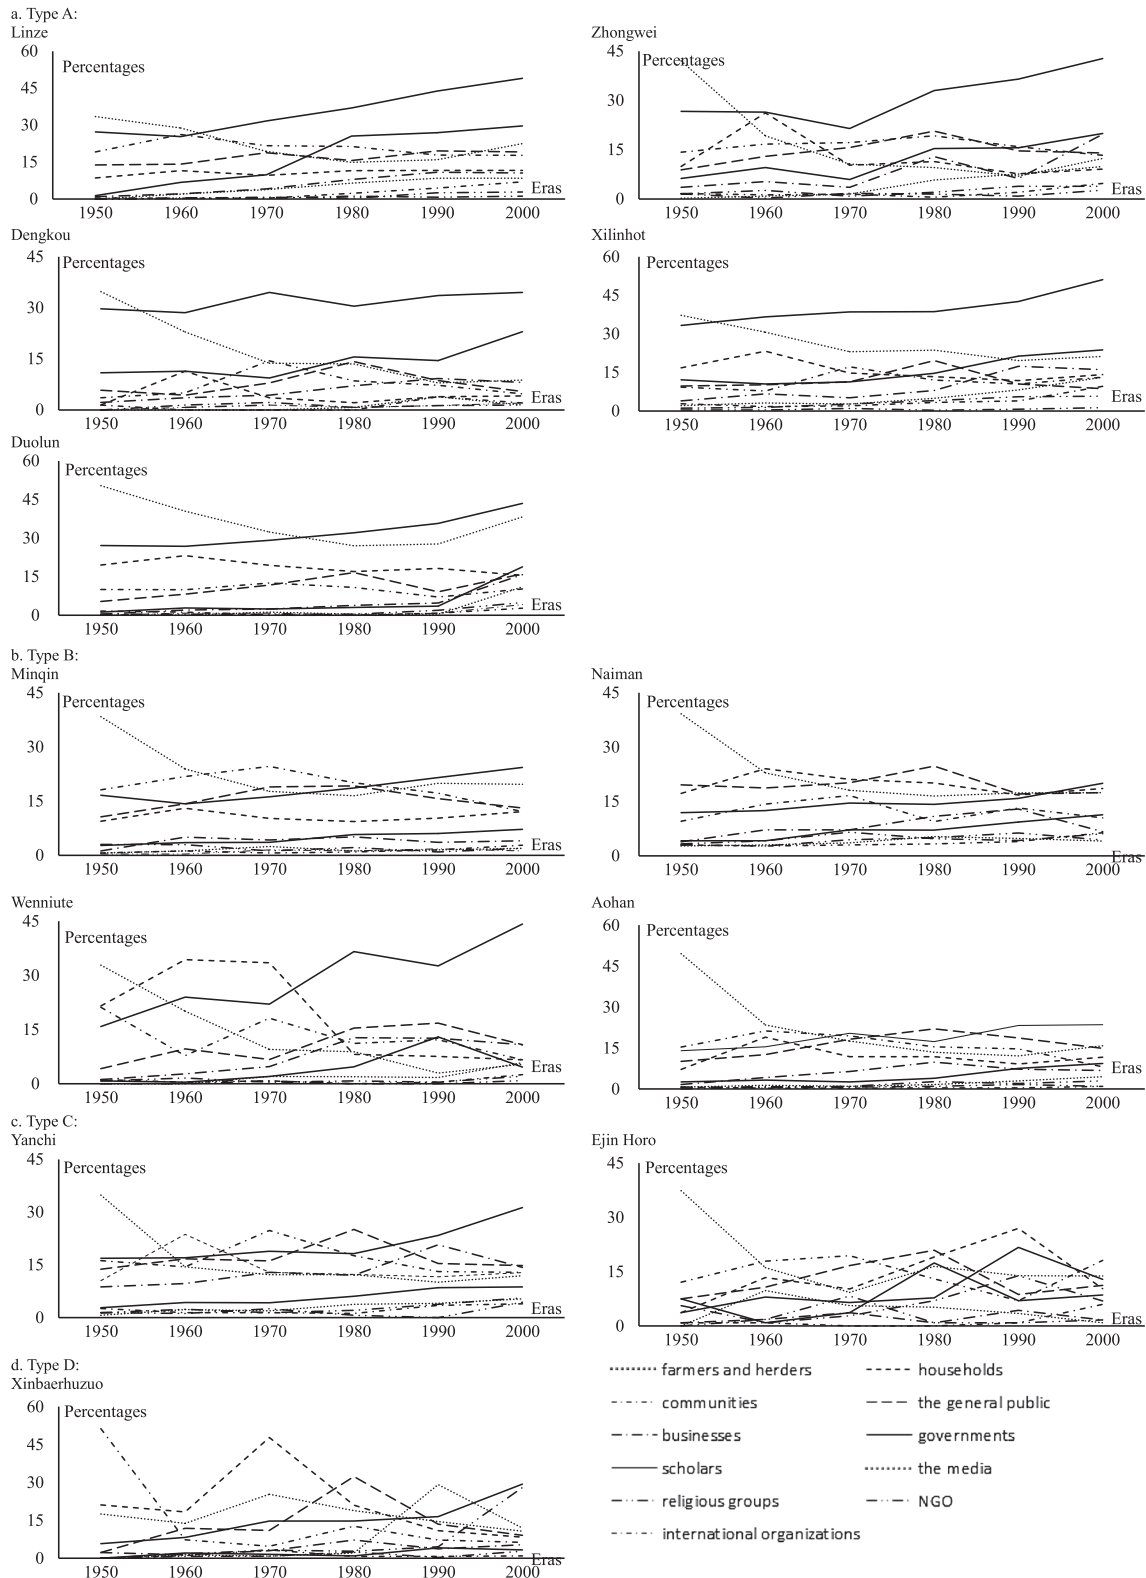 a. Type A:
Linze
60
Percentages
45
30
15
0
Eras
1950 1960 1970 1980 1990 2000
Zhongwei
45
Percentages
30
15
0
Eras
1950 1960 1970 1980 1990 2000
Dengkou
45
Percentages
30
15
0
Eras
1950 1960 1970 1980 1990 2000
Xilinhot
60
Percentages
45
30
15
0
Eras
1950 1960 1970 1980 1990 2000
Duolun
60
Percentages
45
30
15
0
Eras
1950 1960 1970 1980 1990 2000
b. Type B:
Minqin
45
Percentages
30
15
0
Eras
1950 1960 1970 1980 1990 2000
Naiman
45
Percentages
30
15
0
Eras
1950 1960 1970 1980 1990 2000
Wenniute
45
Percentages
30
15
0
Eras
1950 1960 1970 1980 1990 2000
Aohan
60
Percentages
45
30
15
0
Eras
1950 1960 1970 1980 1990 2000
c. Type C:
Yanchi
45
Percentages
30
15
0
Eras
1950 1960 1970 1980 1990 2000
Ejin Horo
45
Percentages
30
15
0
Eras
1950 1960 1970 1980 1990 2000
d. Type D:
Xinbaerhuzuo
60
Percentages
45
30
15
0
Eras
1950 1960 1970 1980 1990 2000
farmers and herders households
communities the general public
businesses governments
scholars the media
religious groups NGO
international organizations